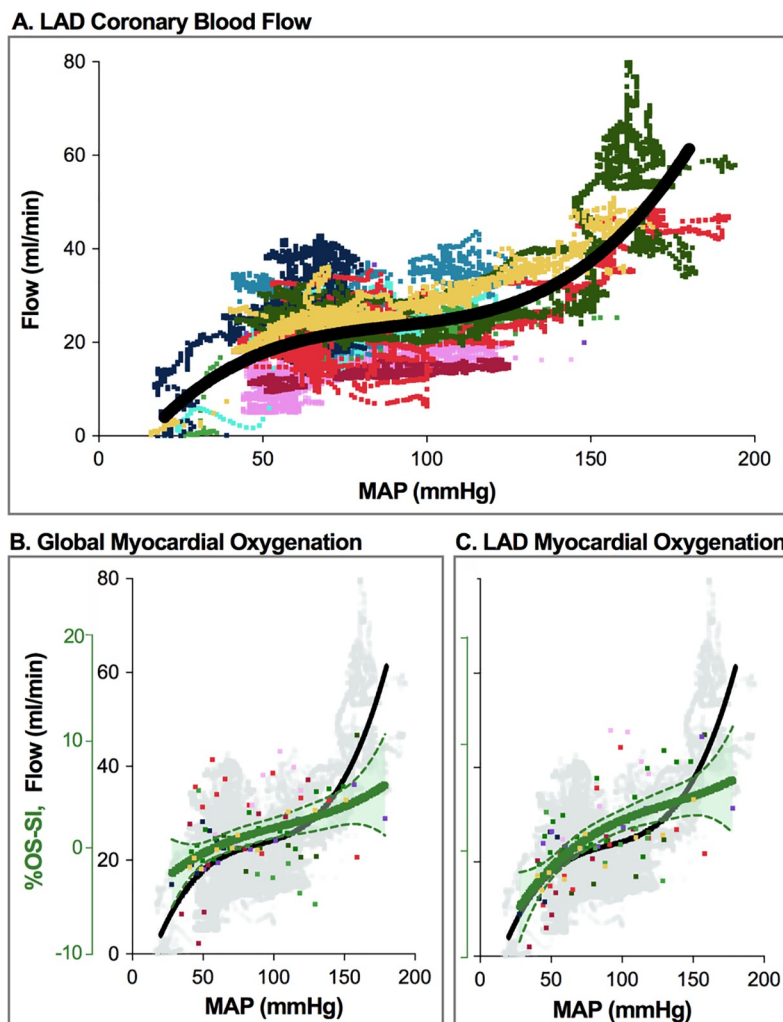 A. LAD Coronary Blood Flow
80
60
40
20
0
Flow (ml/min)
0 50 100 150 200
MAP (mmHg)
B. Global Myocardial Oxygenation
80
60
40
20
0
20
10
0
-10
%OS-SI, Flow (ml/min)
0 50 100 150 200
MAP (mmHg)
C. LAD Myocardial Oxygenation
0 50 100 150 200
MAP (mmHg)